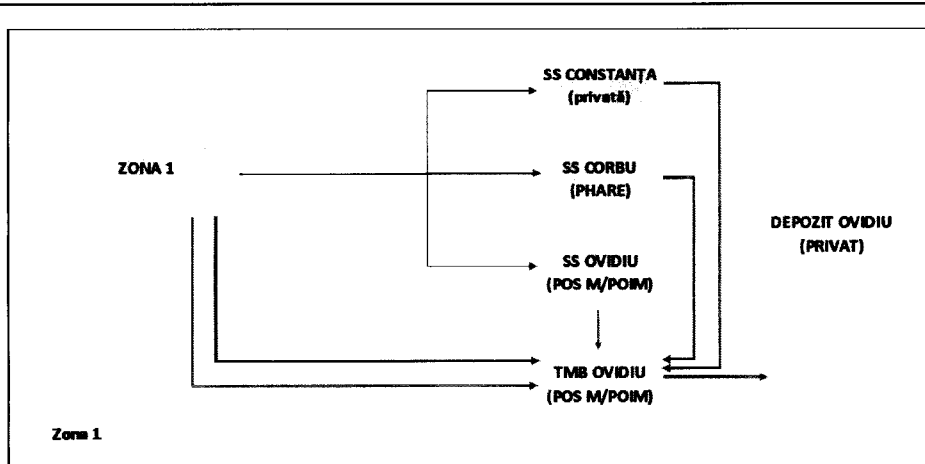 SS CONSTANȚA
(privată)
ZONA 1
SS CORBU
(PHARE)
DEPOZIT OVIDIU
(PRIVAT)
SS OVIDIU
(POS M/POIM)
TMB OVIDIU
(POS M/POIM)
Zona 1